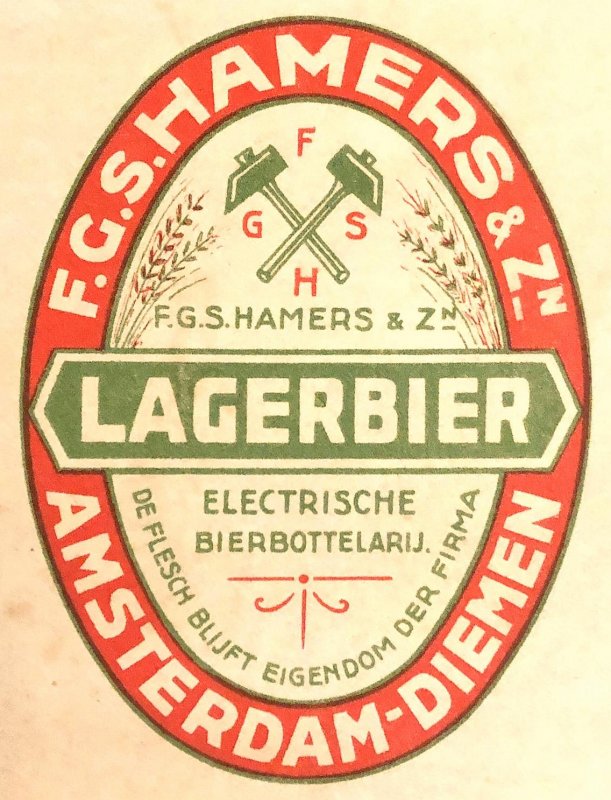 F.G.S. HAMERS & ZN
F
G S
H
F.G.S. HAMERS & ZN
LAGERBIER
ELECTRISCHE
BIERBOTTELARIJ.
DE FLESCH BLIJFT EIGENDOM DER FIRMA
AMSTERDAM-DIEMEN